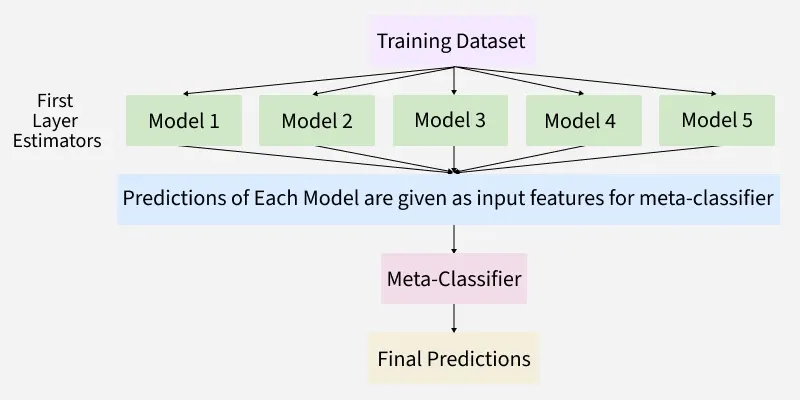 Training Dataset
First
Layer
Estimators
Model 1
Model 2
Model 3
Model 4
Model 5
Predictions of Each Model are given as input features for meta-classifier
Meta-Classifier
Final Predictions